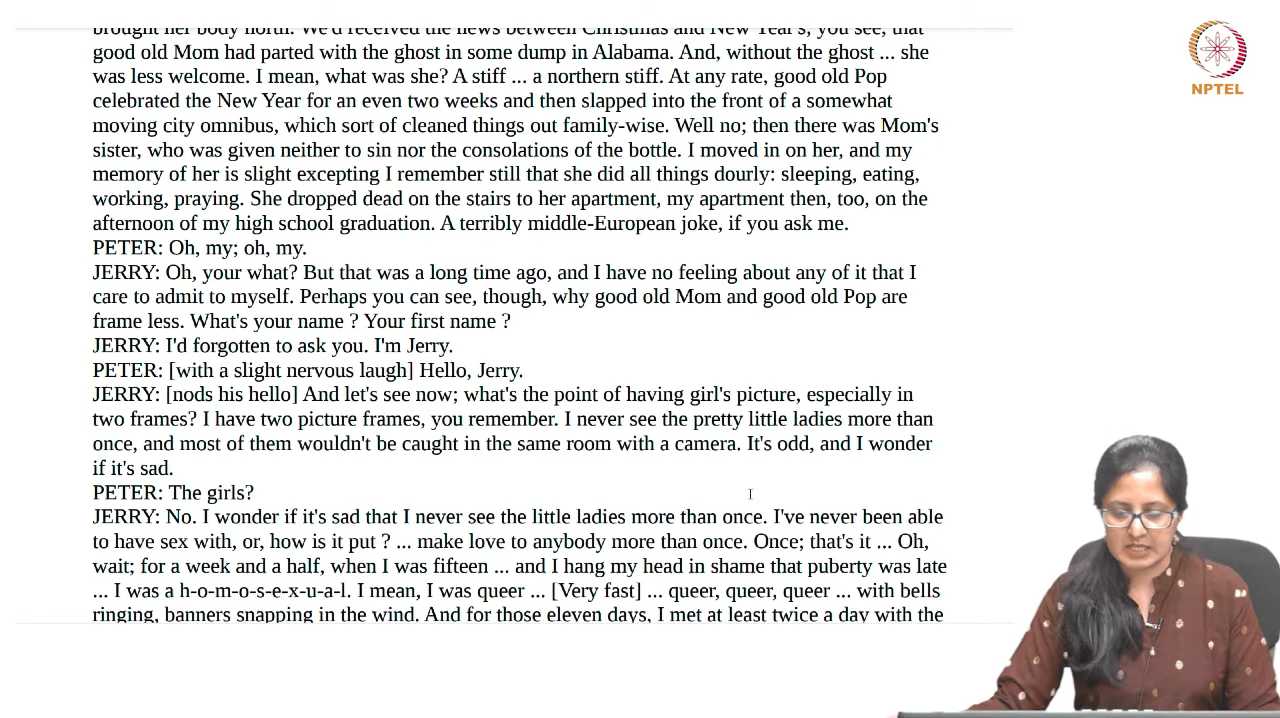 brought her body north. We'd received the news between Christmas and New Year's, you see, that
good old Mom had parted with the ghost in some dump in Alabama. And, without the ghost ... she
was less welcome. I mean, what was she? A stiff ... a northern stiff. At any rate, good old Pop
celebrated the New Year for an even two weeks and then slapped into the front of a somewhat
moving city omnibus, which sort of cleaned things out family-wise. Well no; then there was Mom's
sister, who was given neither to sin nor the consolations of the bottle. I moved in on her, and my
memory of her is slight excepting I remember still that she did all things dourly: sleeping, eating,
working, praying. She dropped dead on the stairs to her apartment, my apartment then, too, on the
afternoon of my high school graduation. A terribly middle-European joke, if you ask me.
PETER: Oh, my; oh, my.
JERRY: Oh, your what? But that was a long time ago, and I have no feeling about any of it that I
care to admit to myself. Perhaps you can see, though, why good old Mom and good old Pop are
frame less. What's your name ? Your first name ?
JERRY: I'd forgotten to ask you. I'm Jerry.
PETER: [with a slight nervous laugh] Hello, Jerry.
JERRY: [nods his hello] And let's see now; what's the point of having girl's picture, especially in
two frames? I have two picture frames, you remember. I never see the pretty little ladies more than
once, and most of them wouldn't be caught in the same room with a camera. It's odd, and I wonder
if it's sad.
PETER: The girls?
JERRY: No. I wonder if it's sad that I never see the little ladies more than once. I've never been able
to have sex with, or, how is it put ? ... make love to anybody more than once. Once; that's it ... Oh,
wait; for a week and a half, when I was fifteen ... and I hang my head in shame that puberty was late
... I was a h-o-m-o-s-e-x-u-a-l. I mean, I was queer ... [Very fast] ... queer, queer, queer ... with bells
ringing, banners snapping in the wind. And for those eleven days, I met at least twice a day with the
NPTEL